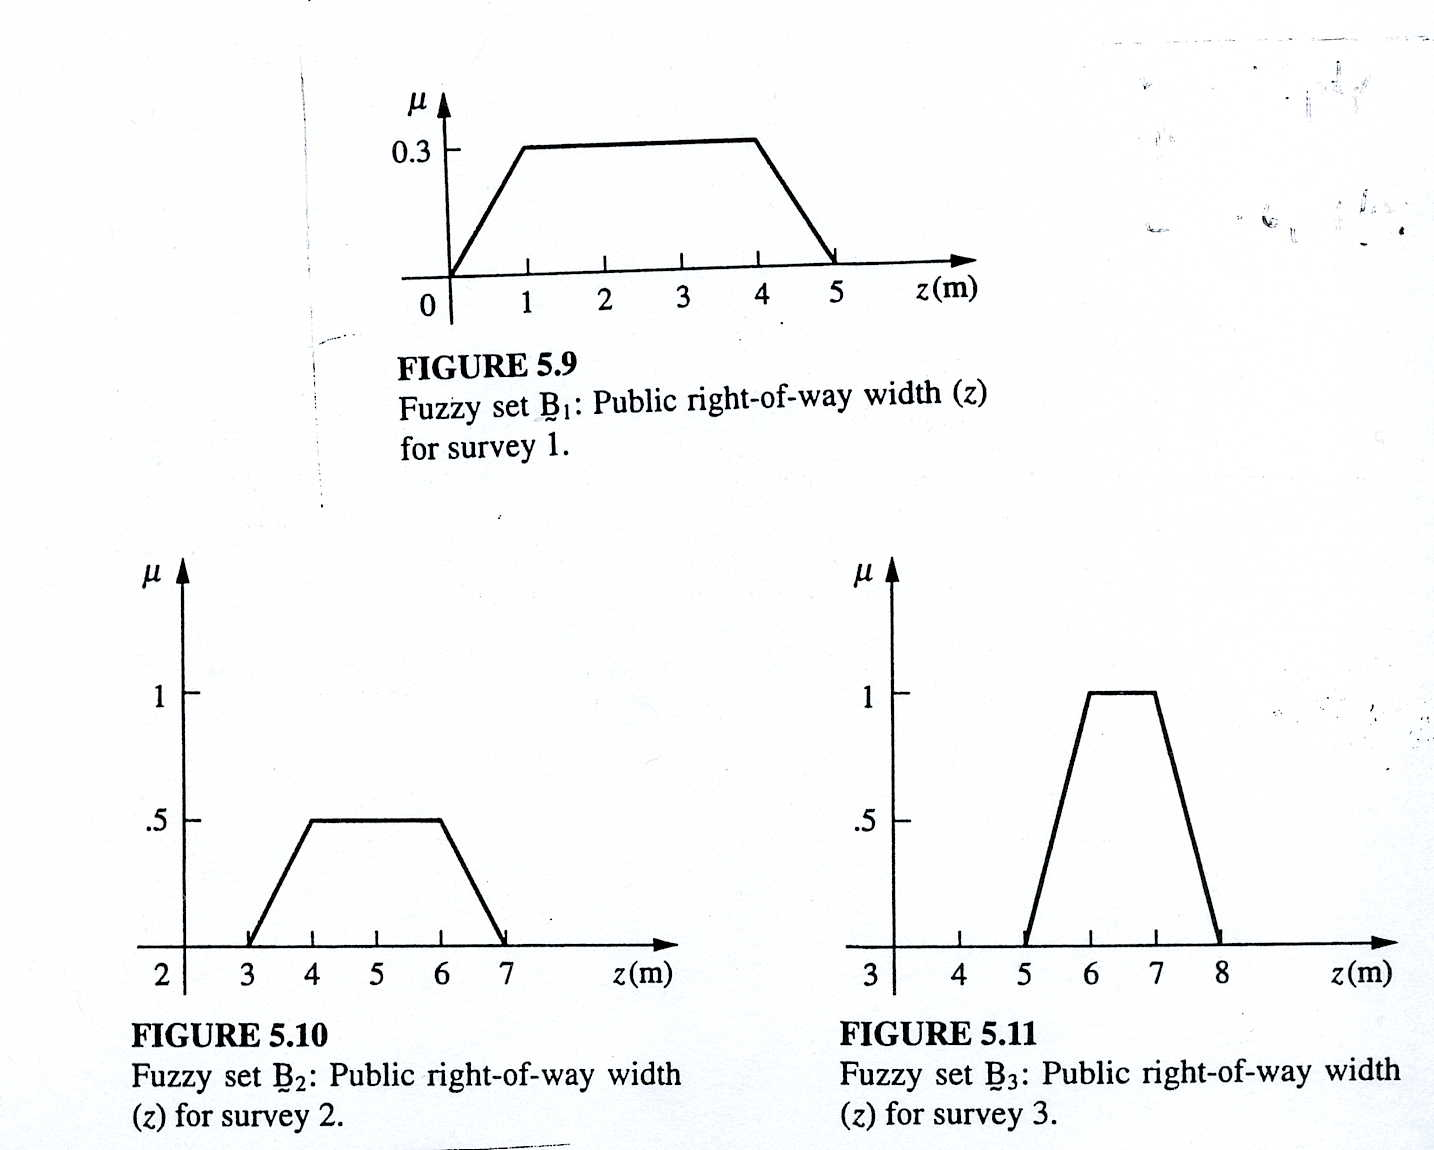 μ
0.3
0 1 2 3 4 5 z(m)
FIGURE 5.9
Fuzzy set B̰₁: Public right-of-way width (z)
for survey 1.
μ
1
.5
2 3 4 5 6 7 z(m)
FIGURE 5.10
Fuzzy set B̰₂: Public right-of-way width
(z) for survey 2.
μ
1
.5
3 4 5 6 7 8 z(m)
FIGURE 5.11
Fuzzy set B̰₃: Public right-of-way width
(z) for survey 3.